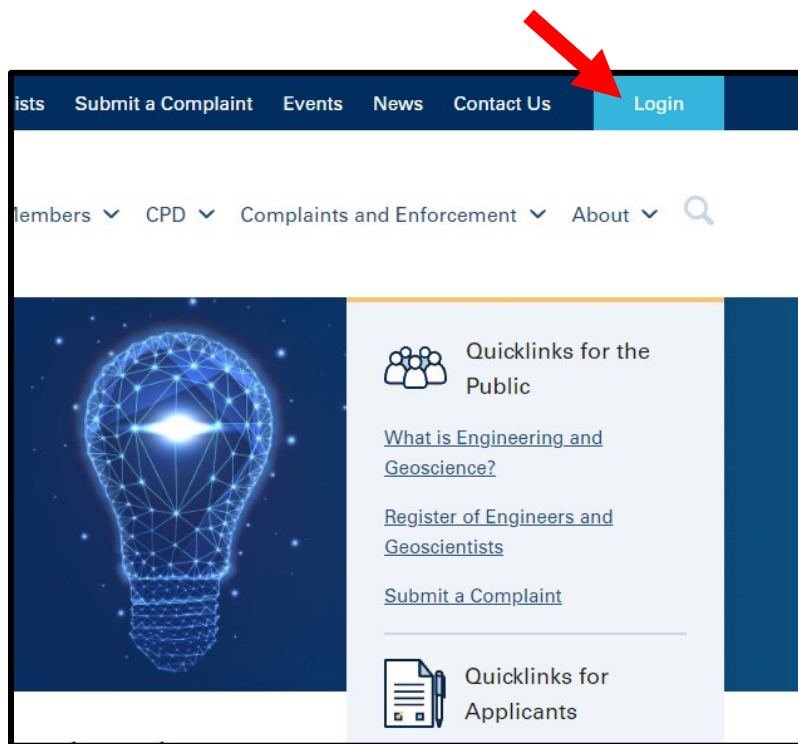 ists Submit a Complaint Events News Contact Us Login
Members CPD Complaints and Enforcement About
Quicklinks for the
Public
What is Engineering and
Geoscience?
Register of Engineers and
Geoscientists
Submit a Complaint
Quicklinks for
Applicants